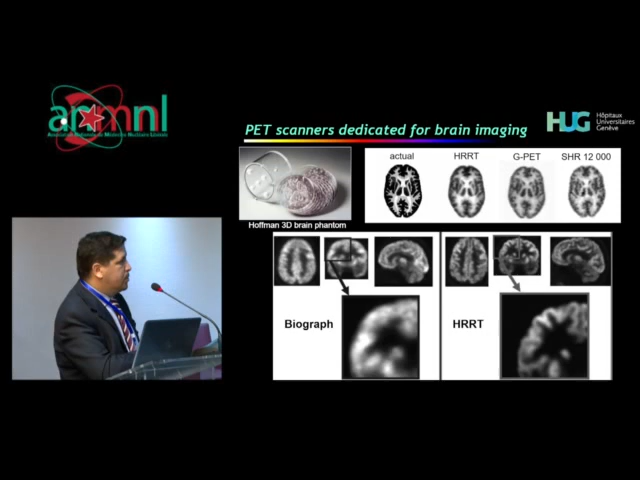 anmnl
PET scanners dedicated for brain imaging
HUG
Hôpitaux
Universitaires
Genève
actual HRRT G-PET SHR 12 000
Hoffman 3D brain phantom
Biograph
HRRT